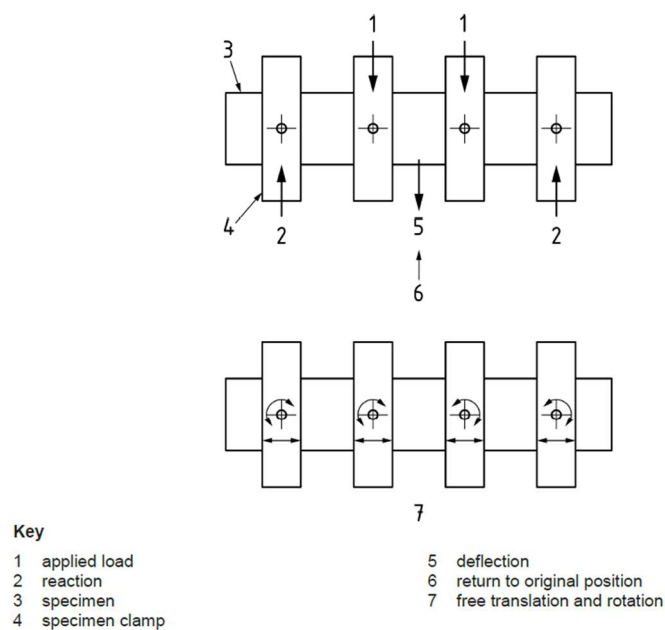 1 1
3
4 2 5 2
6
7
Key
1 applied load
2 reaction
3 specimen
4 specimen clamp
5 deflection
6 return to original position
7 free translation and rotation